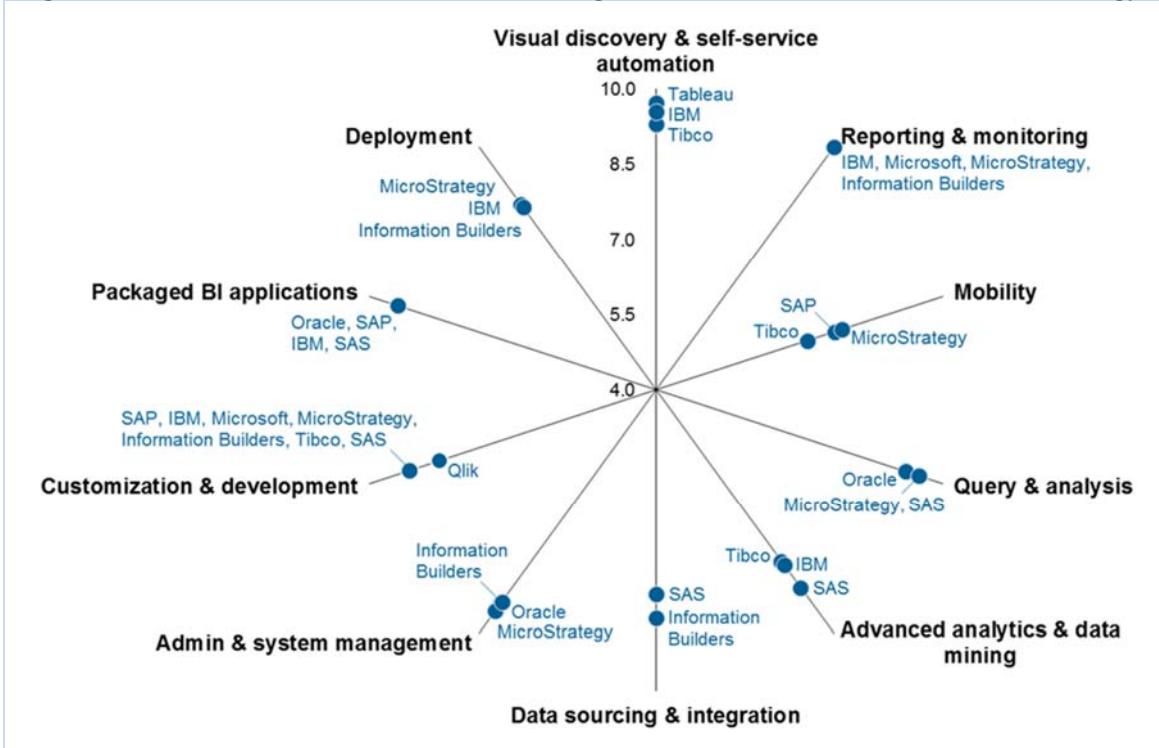 Visual discovery & self-service
automation
10.0
Tableau
IBM
Tibco
8.5
7.0
5.5
4.0
Reporting & monitoring
IBM, Microsoft, MicroStrategy,
Information Builders
Mobility
SAP
Tibco
MicroStrategy
Query & analysis
Oracle
MicroStrategy, SAS
Advanced analytics & data
mining
Tibco
IBM
SAS
Data sourcing & integration
SAS
Information
Builders
Admin & system management
Information
Builders
Oracle
MicroStrategy
Customization & development
SAP, IBM, Microsoft, MicroStrategy,
Information Builders, Tibco, SAS
Qlik
Packaged BI applications
Oracle, SAP,
IBM, SAS
Deployment
MicroStrategy
IBM
Information Builders